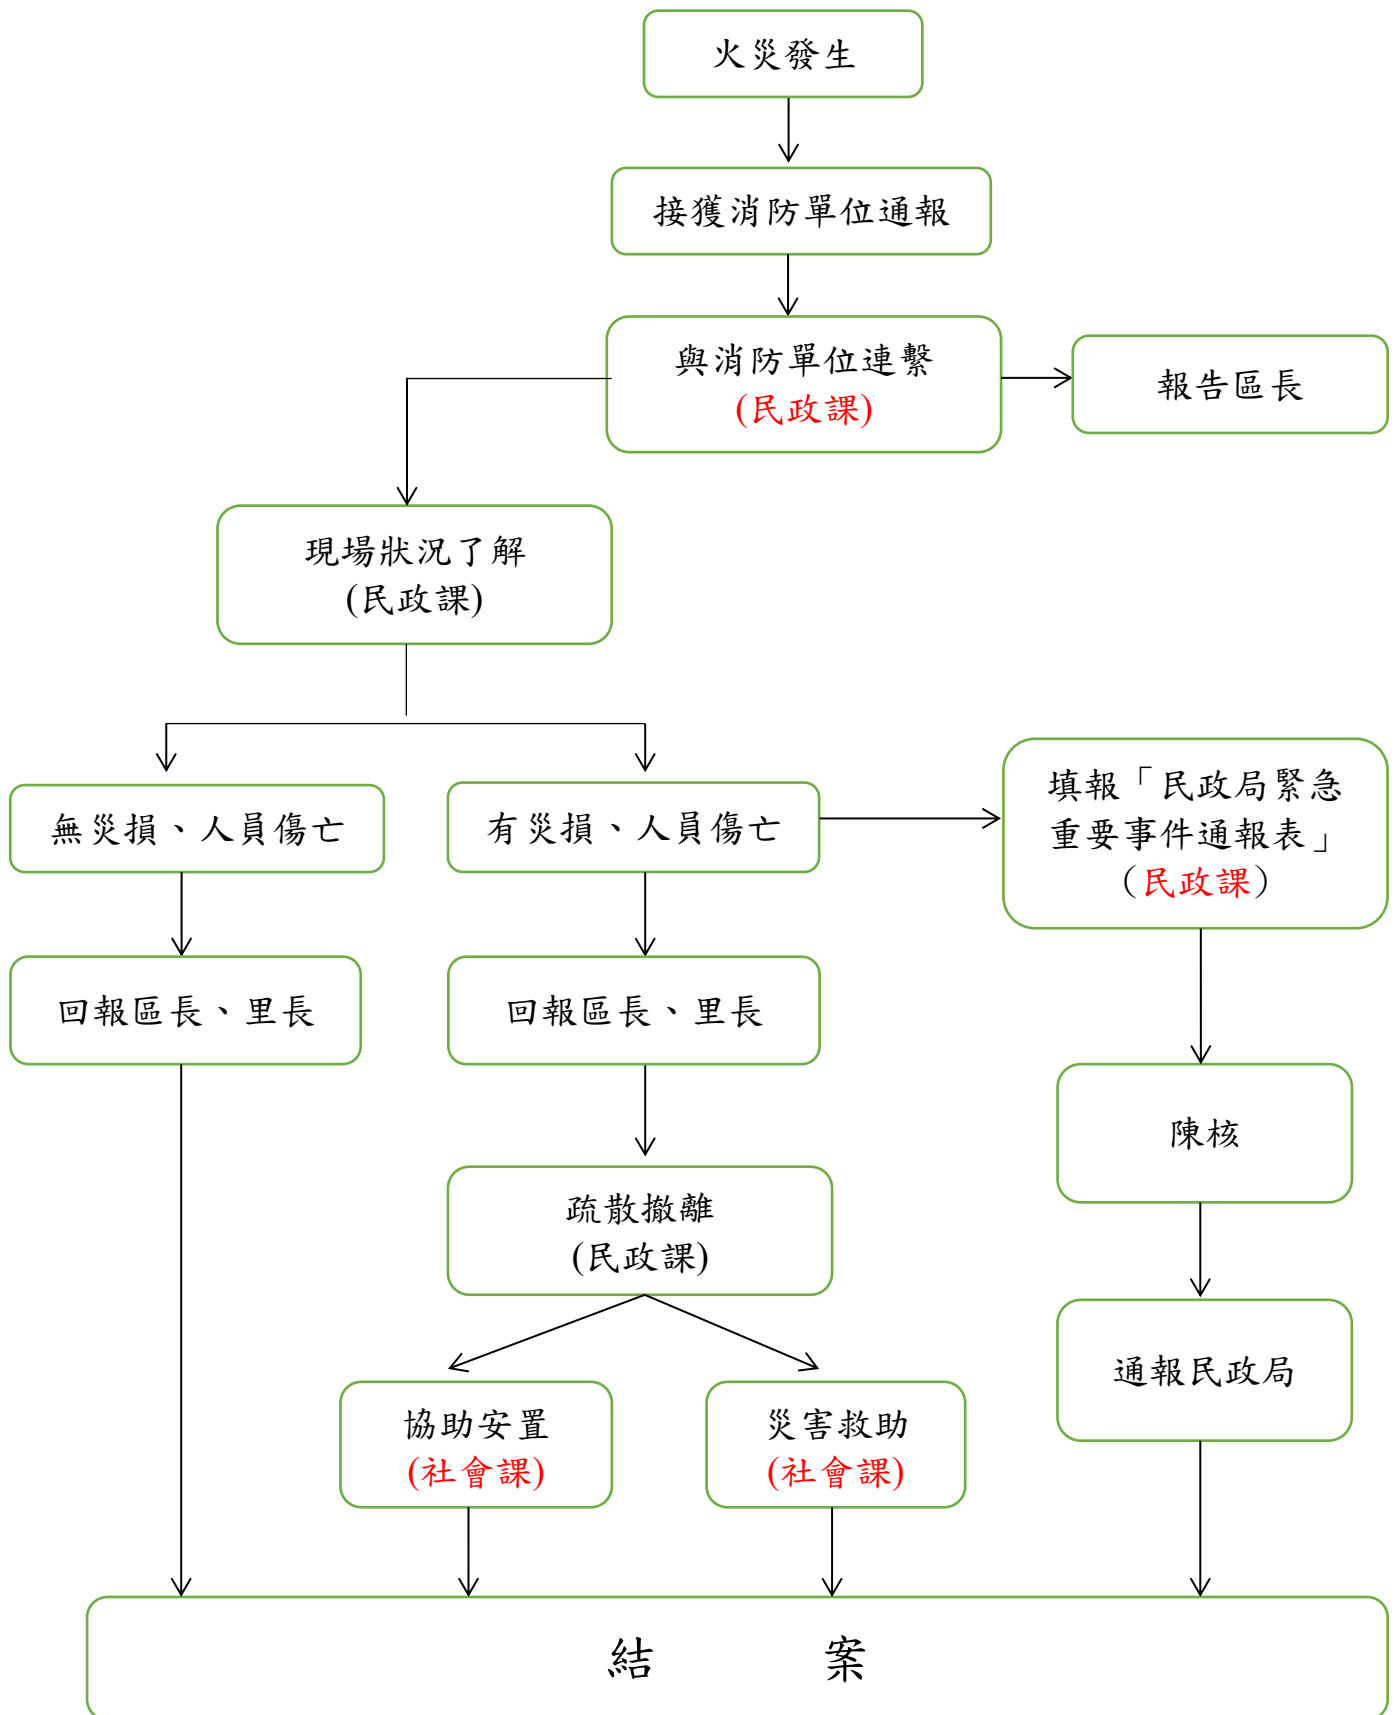 火災發生
接獲消防單位通報
與消防單位連繫
(民政課)
報告區長
現場狀況了解
(民政課)
無災損、人員傷亡
有災損、人員傷亡
填報「民政局緊急
重要事件通報表」
（民政課）
回報區長、里長
回報區長、里長
陳核
疏散撤離
(民政課)
通報民政局
協助安置
(社會課)
災害救助
(社會課)
結　　案